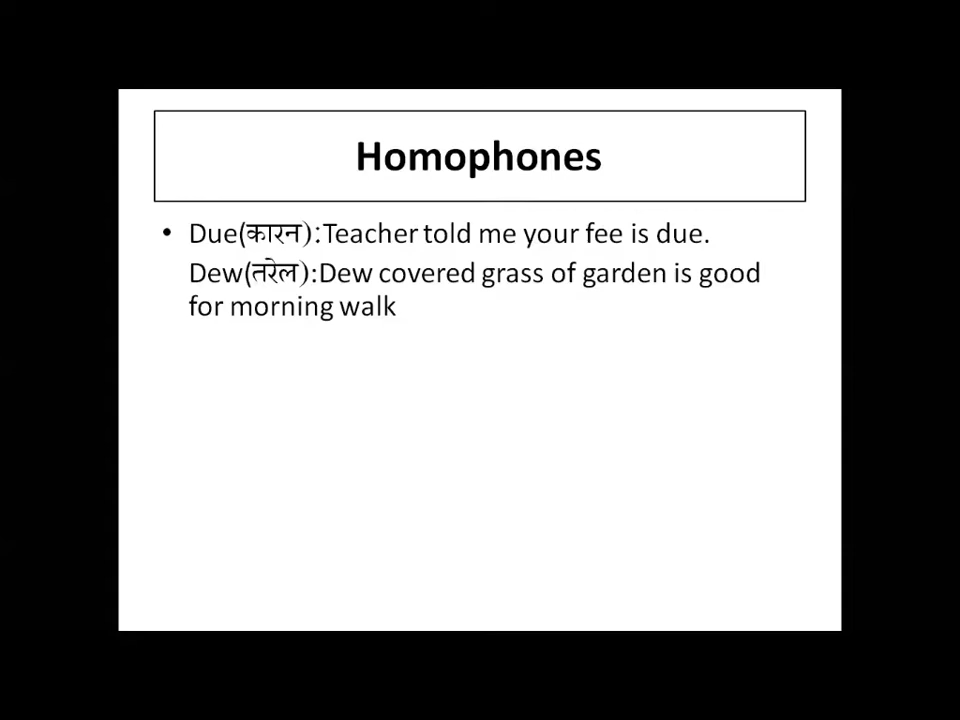 Homophones
• Due(कारन):Teacher told me your fee is due.
Dew(तरेल):Dew covered grass of garden is good
for morning walk